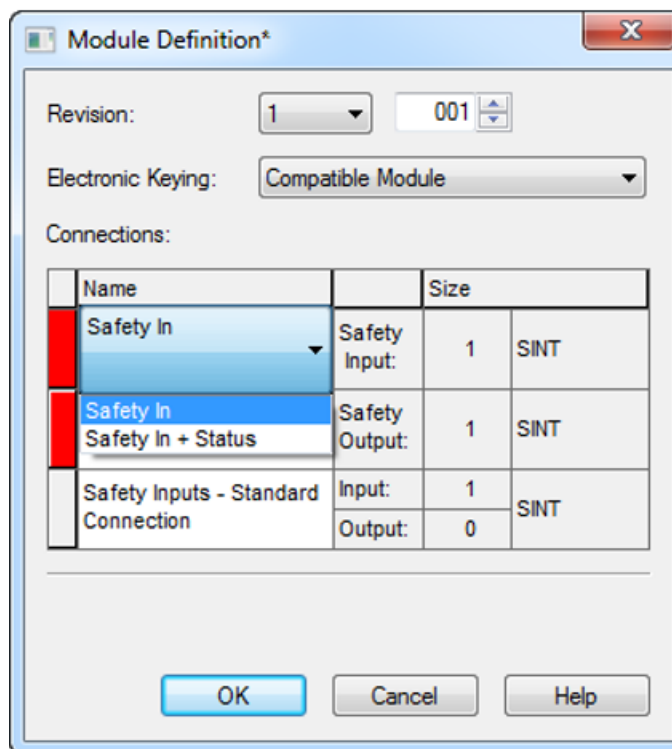 Module Definition*
Revision:
1
001
Electronic Keying:
Compatible Module
Connections:
Name
Size
Safety In
Safety
Input:
1
SINT
Safety In
Safety In + Status
Safety
Output:
1
SINT
Safety Inputs - Standard
Connection
Input:
1
SINT
Output:
0
OK
Cancel
Help